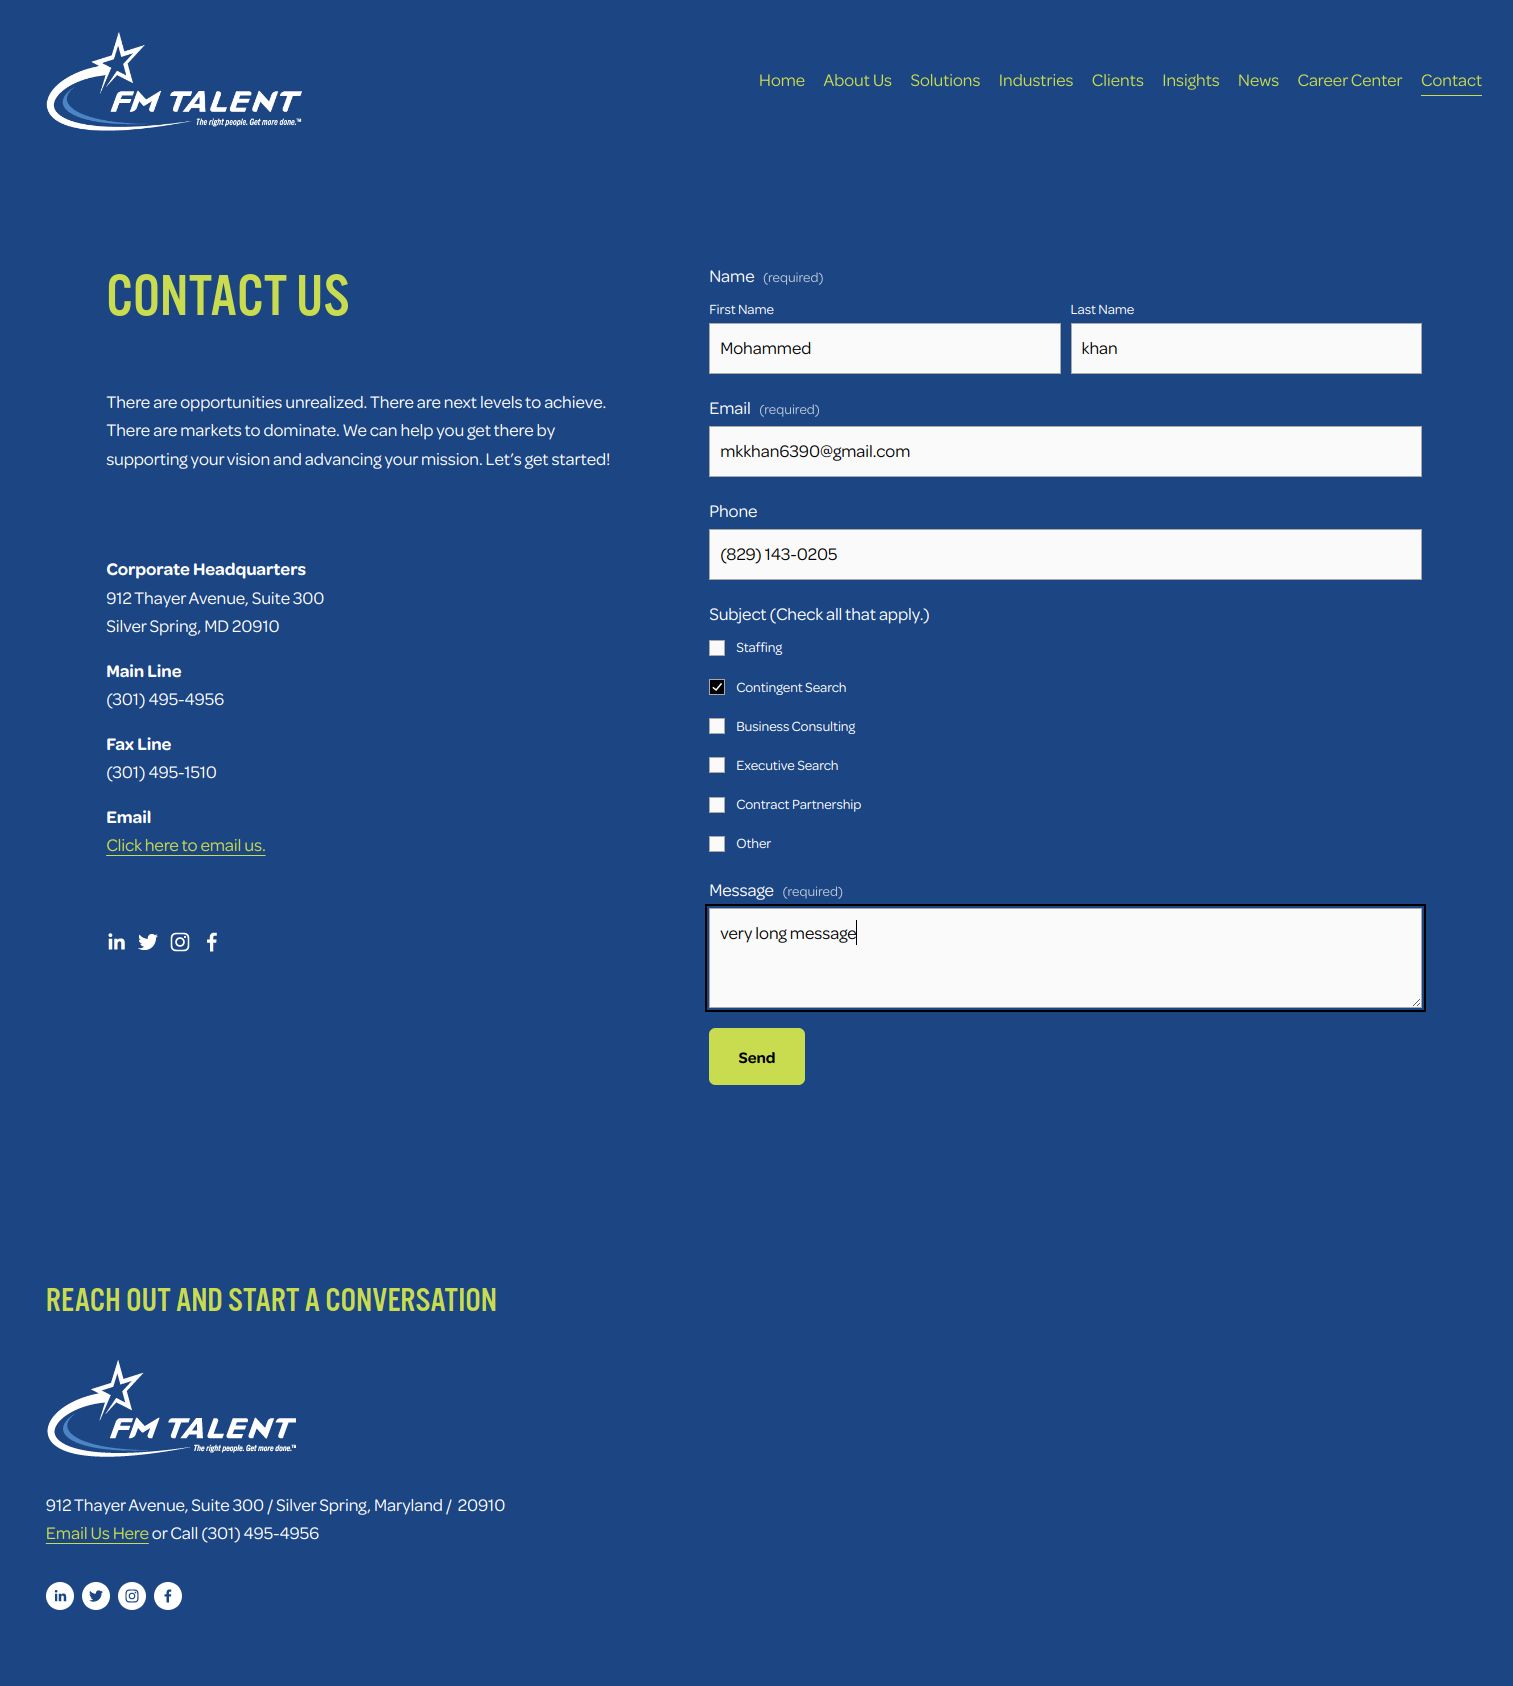 FM TALENT
The right people. Get more done.™
Home About Us Solutions Industries Clients Insights News Career Center Contact
CONTACT US
There are opportunities unrealized. There are next levels to achieve.
There are markets to dominate. We can help you get there by
supporting your vision and advancing your mission. Let’s get started!
Corporate Headquarters
912 Thayer Avenue, Suite 300
Silver Spring, MD 20910
Main Line
(301) 495-4956
Fax Line
(301) 495-1510
Email
Click here to email us.
Name (required)
First Name Last Name
Mohammed khan
Email (required)
mkkhan6390@gmail.com
Phone
(829) 143-0205
Subject (Check all that apply.)
Staffing
Contingent Search
Business Consulting
Executive Search
Contract Partnership
Other
Message (required)
very long message
Send
REACH OUT AND START A CONVERSATION
FM TALENT
The right people. Get more done.™
912 Thayer Avenue, Suite 300 / Silver Spring, Maryland / 20910
Email Us Here or Call (301) 495-4956